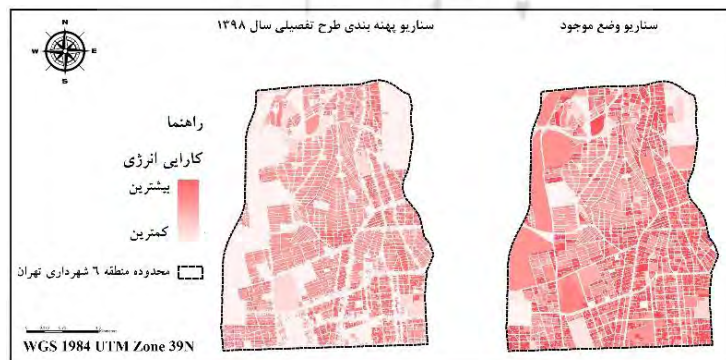 سناریو وضع موجود
سناریو پهنه بندی طرح تفصیلی سال ۱۳۹۸
N
W E
S
راهنما
کارایی انرژی
بیشترین
کمترین
محدوده منطقه ٦ شهرداری تهران
WGS 1984 UTM Zone 39N